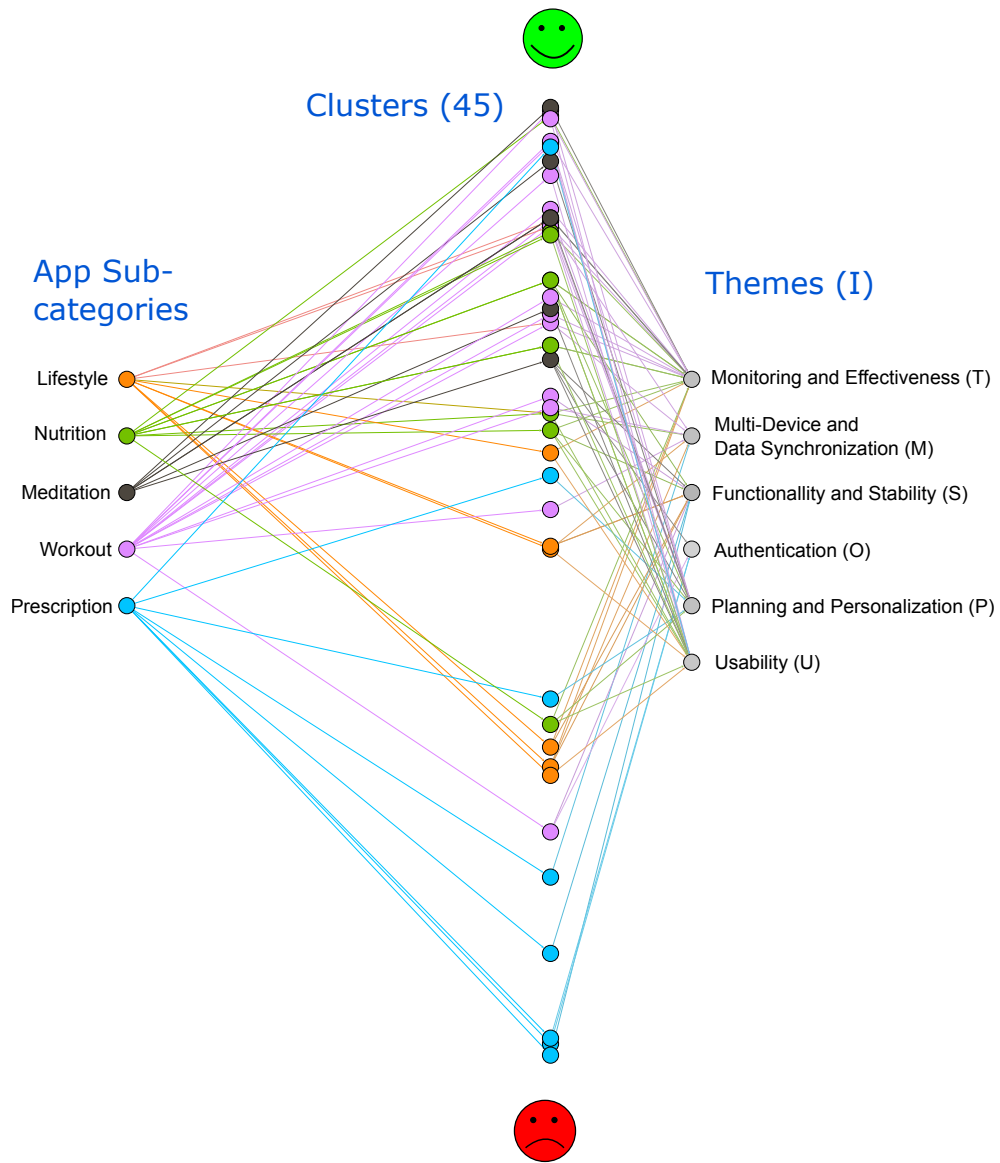 Clusters (45)
App Sub-
categories
Lifestyle
Nutrition
Meditation
Workout
Prescription
Themes (I)
Monitoring and Effectiveness (T)
Multi-Device and
Data Synchronization (M)
Functionallity and Stability (S)
Authentication (O)
Planning and Personalization (P)
Usability (U)